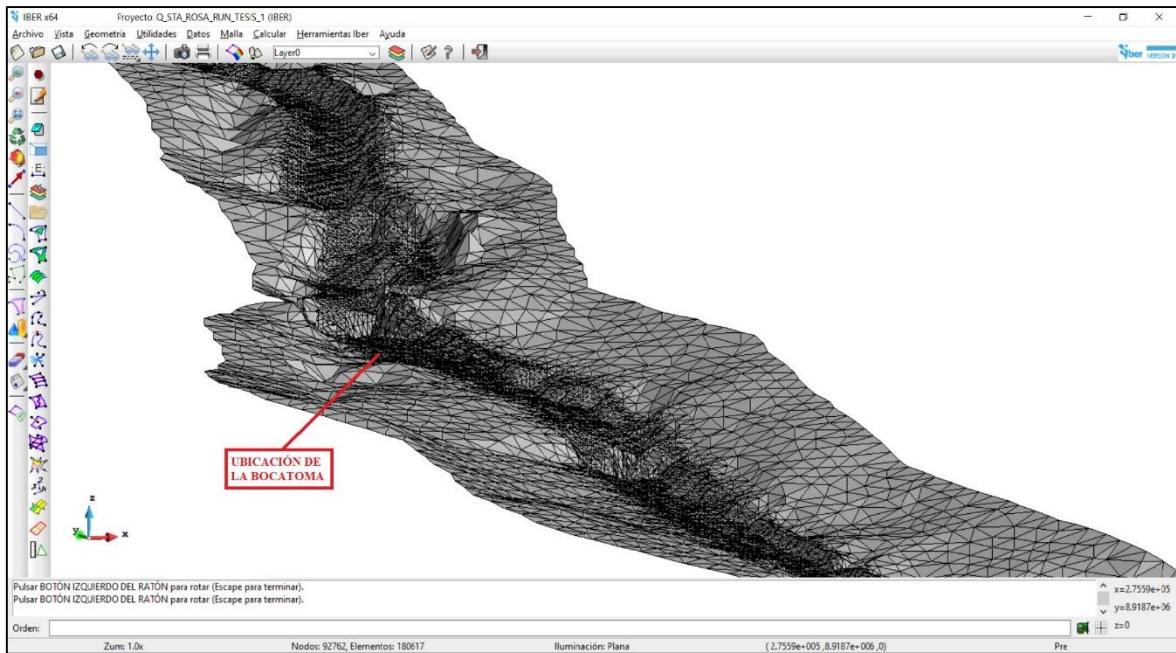 IBER x64 Proyecto: Q_STA_ROSA_RUN_TESIS_1 (IBER)
Archivo Vista Geometría Utilidades Datos Malla Calcular Herramientas Iber Ayuda
Layer0
Iber
UBICACIÓN DE
LA BOCATOMA
z
y x
Pulsar BOTÓN IZQUIERDO DEL RATÓN para rotar (Escape para terminar).
Pulsar BOTÓN IZQUIERDO DEL RATÓN para rotar (Escape para terminar).
x=2.7559e+05
y=8.9187e+06
z=0
Orden:
Zum: 1.0x Nodos: 92762, Elementos: 180617 Iluminación: Plana (2.7559e+005 ,8.9187e+006 ,0) Pre